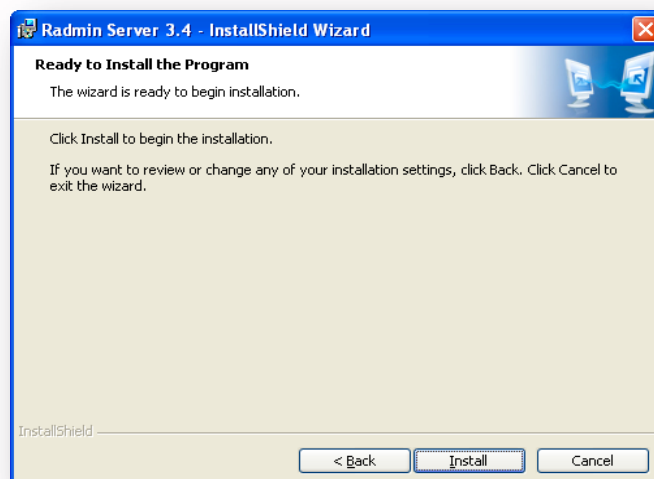 Radmin Server 3.4 - InstallShield Wizard
Ready to Install the Program
The wizard is ready to begin installation.
Click Install to begin the installation.
If you want to review or change any of your installation settings, click Back. Click Cancel to
exit the wizard.
InstallShield
< Back Install Cancel